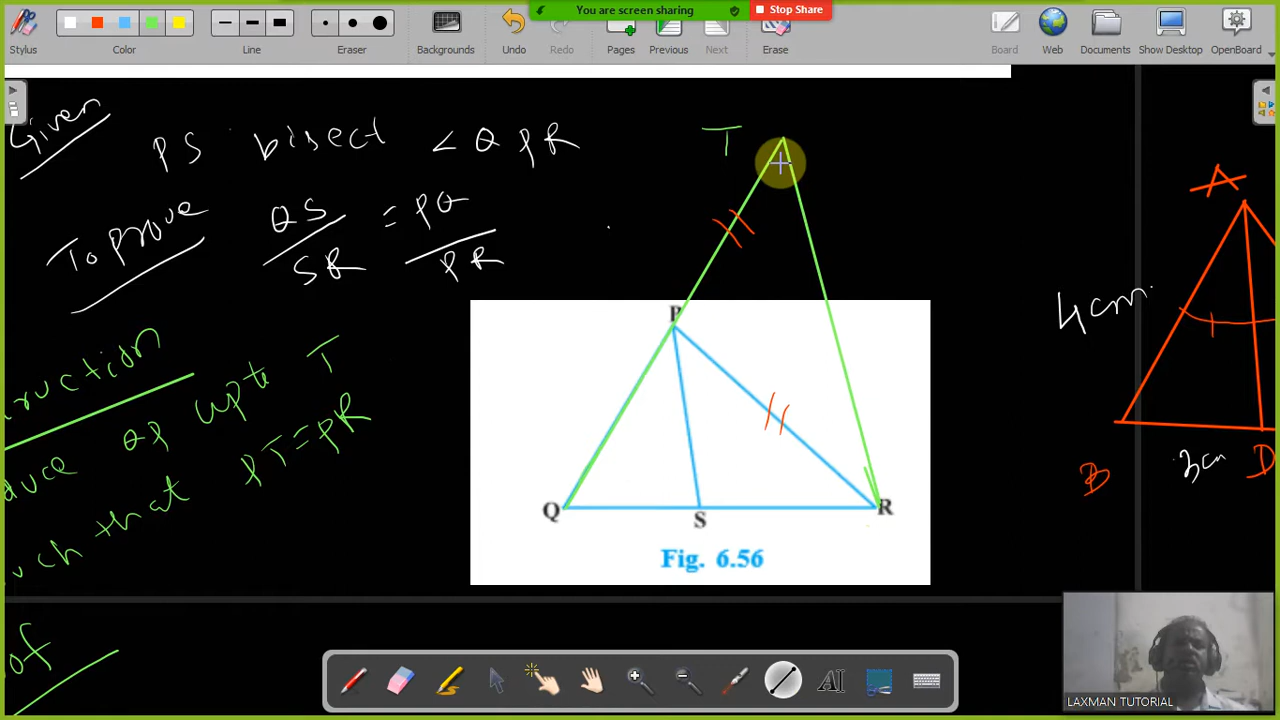 You are screen sharing
Stop Share
Stylus
Color
Line
Eraser
Backgrounds
Undo
Redo
Pages
Previous
Next
Erase
Board
Web
Documents
Show Desktop
OpenBoard
Given
PS bisect ∠QPR
To Prove QS/SR = PQ/PR
ruction
duce QP upto T
uch that PT=PR
of
T
P
Q
S
R
Fig. 6.56
A
4cm
B
3cm
D
AI
LAXMAN TUTORIAL